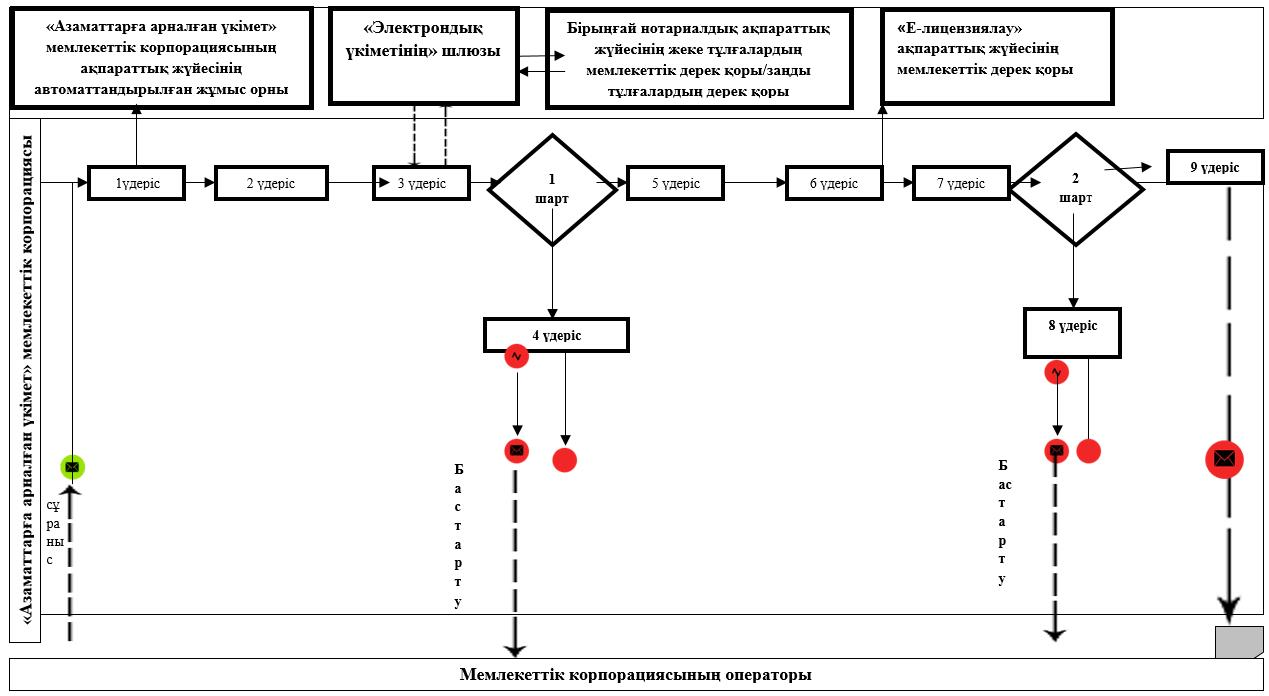 «Азаматтарға арналған үкімет»
мемлекеттік корпорациясының
ақпараттық жүйесінің
автоматтандырылған жұмыс орны
«Электрондық
үкіметінің» шлюзы
Бірыңғай нотариалдық ақпараттық
жүйесінің жеке тұлғалардың
мемлекеттік дерек қоры/заңды
тұлғалардың дерек қоры
«Е-лицензиялау»
ақпараттық жүйесінің
мемлекеттік дерек қоры
«Азаматтарға арналған үкімет» мемлекеттік корпорациясы
1үдеріс
2 үдеріс
3 үдеріс
1
шарт
5 үдеріс
6 үдеріс
7 үдеріс
2
шарт
9 үдеріс
4 үдеріс
8 үдеріс
сұ
ра
ны
с
Б
а
с
т
а
р
т
у
Б
ас
т
а
р
т
у
Мемлекеттік корпорациясының операторы